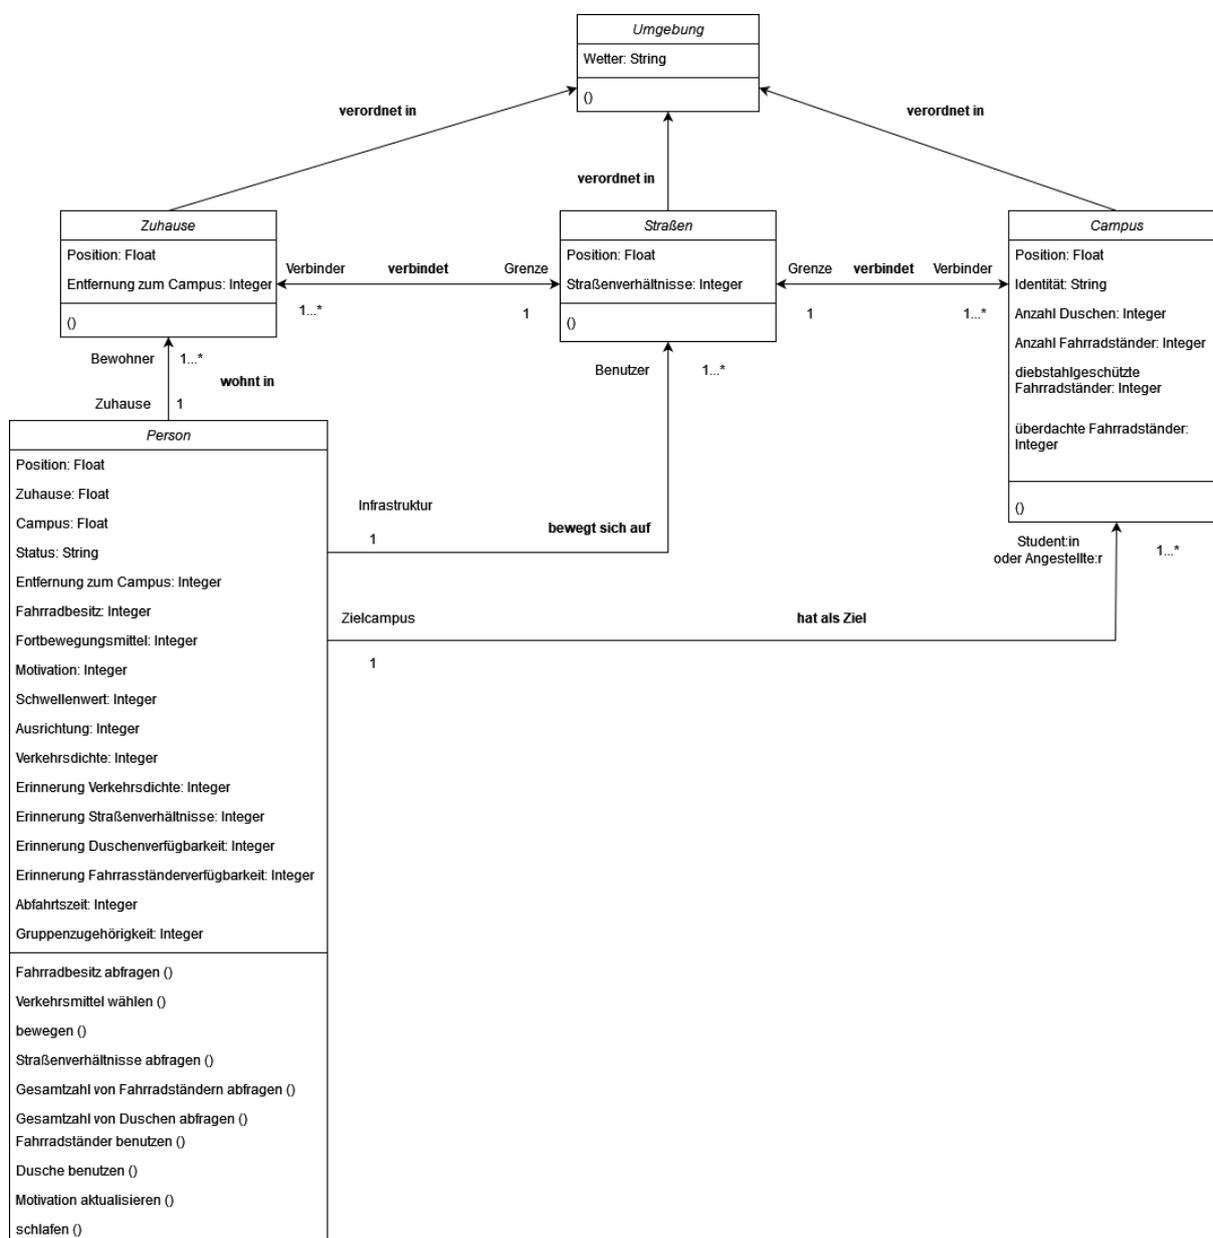 Umgebung
Wetter: String
()
verordnet in
verordnet in
verordnet in
Zuhause
Position: Float
Entfernung zum Campus: Integer
()
Verbinder
verbindet
Grenze
1...*
1
Straßen
Position: Float
Straßenverhältnisse: Integer
()
Grenze
verbindet
Verbinder
1
1...*
Campus
Position: Float
Identität: String
Anzahl Duschen: Integer
Anzahl Fahrradständer: Integer
diebstahlgeschützte
Fahrradständer: Integer
überdachte Fahrradständer:
Integer
()
Bewohner
1...*
wohnt in
Zuhause
1
Benutzer
1...*
Person
Position: Float
Zuhause: Float
Campus: Float
Status: String
Entfernung zum Campus: Integer
Fahrradbesitz: Integer
Fortbewegungsmittel: Integer
Motivation: Integer
Schwellenwert: Integer
Ausrichtung: Integer
Verkehrsdichte: Integer
Erinnerung Verkehrsdichte: Integer
Erinnerung Straßenverhältnisse: Integer
Erinnerung Duschenverfügbarkeit: Integer
Erinnerung Fahrrasständerverfügbarkeit: Integer
Abfahrtszeit: Integer
Gruppenzugehörigkeit: Integer
Fahrradbesitz abfragen ()
Verkehrsmittel wählen ()
bewegen ()
Straßenverhältnisse abfragen ()
Gesamtzahl von Fahrradständern abfragen ()
Gesamtzahl von Duschen abfragen ()
Fahrradständer benutzen ()
Dusche benutzen ()
Motivation aktualisieren ()
schlafen ()
Infrastruktur
1
bewegt sich auf
Student:in
oder Angestellte:r
1...*
Zielcampus
1
hat als Ziel